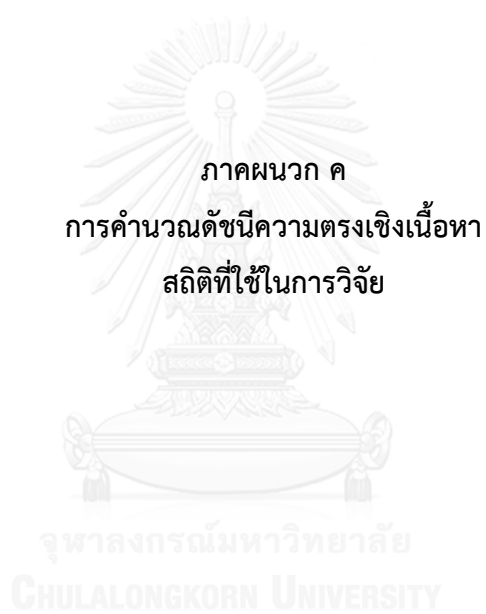 ภาคผนวก ค
การคำนวณดัชนีความตรงเชิงเนื้อหา
สถิติที่ใช้ในการวิจัย
จุฬาลงกรณ์มหาวิทยาลัย
CHULALONGKORN UNIVERSITY